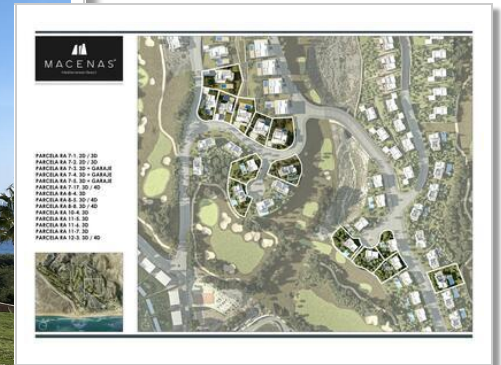 MACENAS
Mediterranean Resort
PARCELA RA 7-1. 2D / 3D
PARCELA RA 7-2. 2D / 3D
PARCELA RA 7-3. 3D + GARAJE
PARCELA RA 7-4. 3D + GARAJE
PARCELA RA 7-5. 3D + GARAJE
PARCELA RA 7-17. 3D / 4D
PARCELA RA 8-4. 3D
PARCELA RA 8-5. 3D / 4D
PARCELA RA 8-8. 3D / 4D
PARCELA RA 10-4. 3D
PARCELA RA 11-5. 3D
PARCELA RA 11-6. 2D
PARCELA RA 11-7. 3D
PARCELA RA 12-3. 3D / 4D